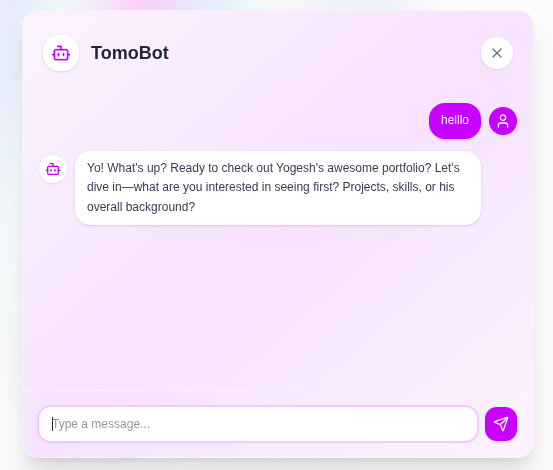 TomoBot
helllo
Yo! What's up? Ready to check out Yogesh's awesome portfolio? Let's
dive in—what are you interested in seeing first? Projects, skills, or his
overall background?
Type a message...